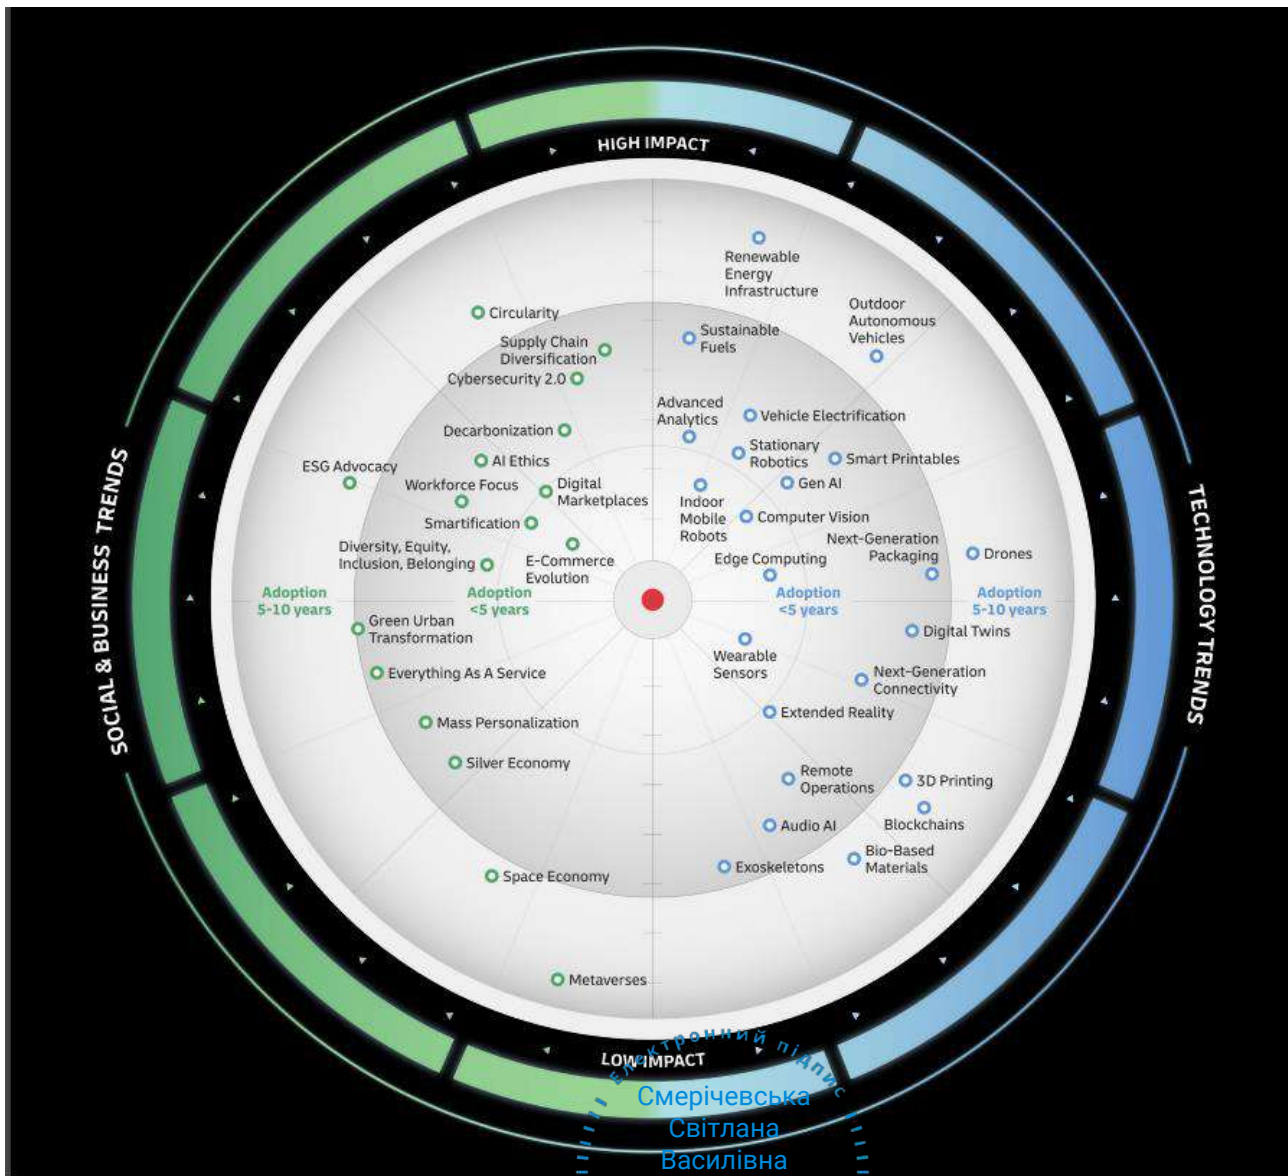 HIGH IMPACT
Renewable
Energy
Infrastructure
Outdoor
Autonomous
Vehicles
Circularity
Sustainable
Fuels
Supply Chain
Diversification
Cybersecurity 2.0
Advanced
Analytics
Vehicle Electrification
Decarbonization
Stationary
Robotics
Smart Printables
AI Ethics
ESG Advocacy
Workforce Focus
Digital
Marketplaces
Gen AI
Indoor
Mobile
Robots
Smartification
Computer Vision
Next-Generation
Packaging
Diversity, Equity,
Inclusion, Belonging
E-Commerce
Evolution
Edge Computing
Drones
Adoption
5-10 years
Adoption
<5 years
Adoption
<5 years
Adoption
5-10 years
SOCIAL & BUSINESS TRENDS
TECHNOLOGY TRENDS
Green Urban
Transformation
Digital Twins
Wearable
Sensors
Everything As A Service
Next-Generation
Connectivity
Mass Personalization
Extended Reality
Silver Economy
Remote
Operations
3D Printing
Blockchains
Audio AI
Bio-Based
Materials
Exoskeletons
Space Economy
Metaverses
LOW IMPACT
Електронний підпис
Смерічевська
Світлана
Василівна